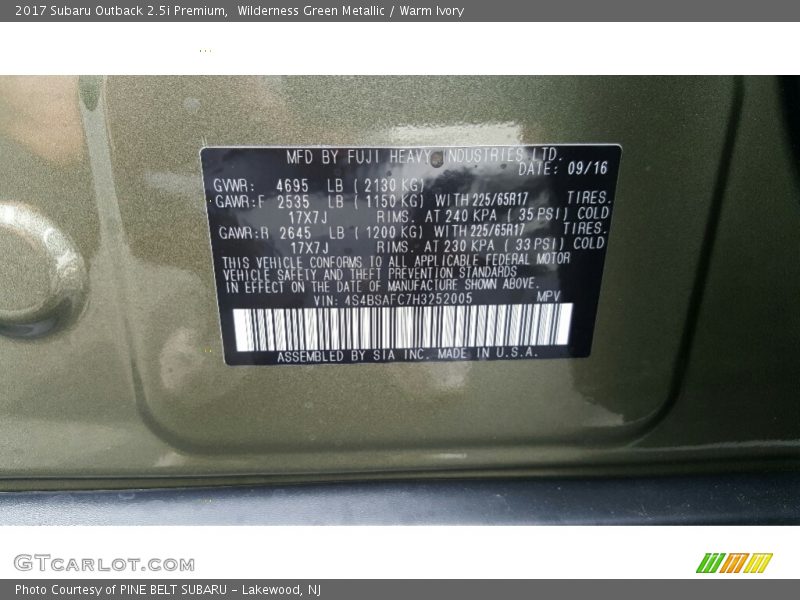 2017 Subaru Outback 2.5i Premium,  Wilderness Green Metallic / Warm Ivory
MFD BY FUJI HEAVY INDUSTRIES LTD.
DATE: 09/16
GVWR: 4695 LB ( 2130 KG)
GAWR:F 2535 LB ( 1150 KG) WITH 225/65R17 TIRES.
17X7J RIMS. AT 240 KPA ( 35 PSI) COLD
GAWR:R 2645 LB ( 1200 KG) WITH 225/65R17 TIRES.
17X7J RIMS. AT 230 KPA ( 33 PSI) COLD
THIS VEHICLE CONFORMS TO ALL APPLICABLE FEDERAL MOTOR
VEHICLE SAFETY AND THEFT PREVENTION STANDARDS
IN EFFECT ON THE DATE OF MANUFACTURE SHOWN ABOVE.
VIN: 4S4BSAFC7H3252005 MPV
ASSEMBLED BY SIA INC. MADE IN U.S.A.
GTCarLot.com
Photo Courtesy of PINE BELT SUBARU – Lakewood, NJ